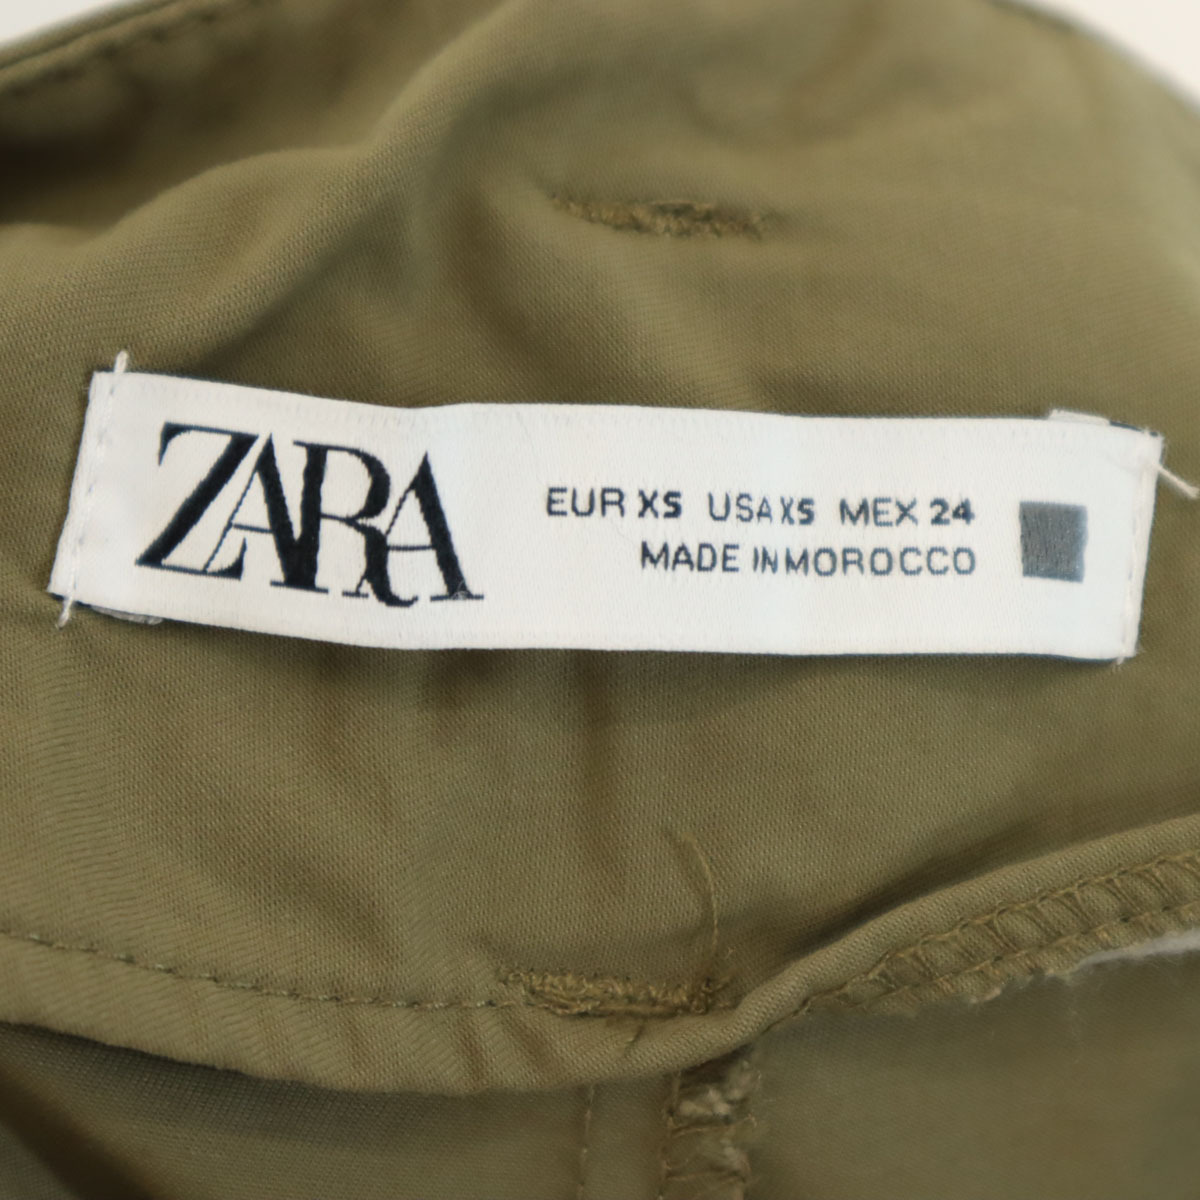 ZARA
EUR XS USA XS MEX 24
MADE IN MOROCCO